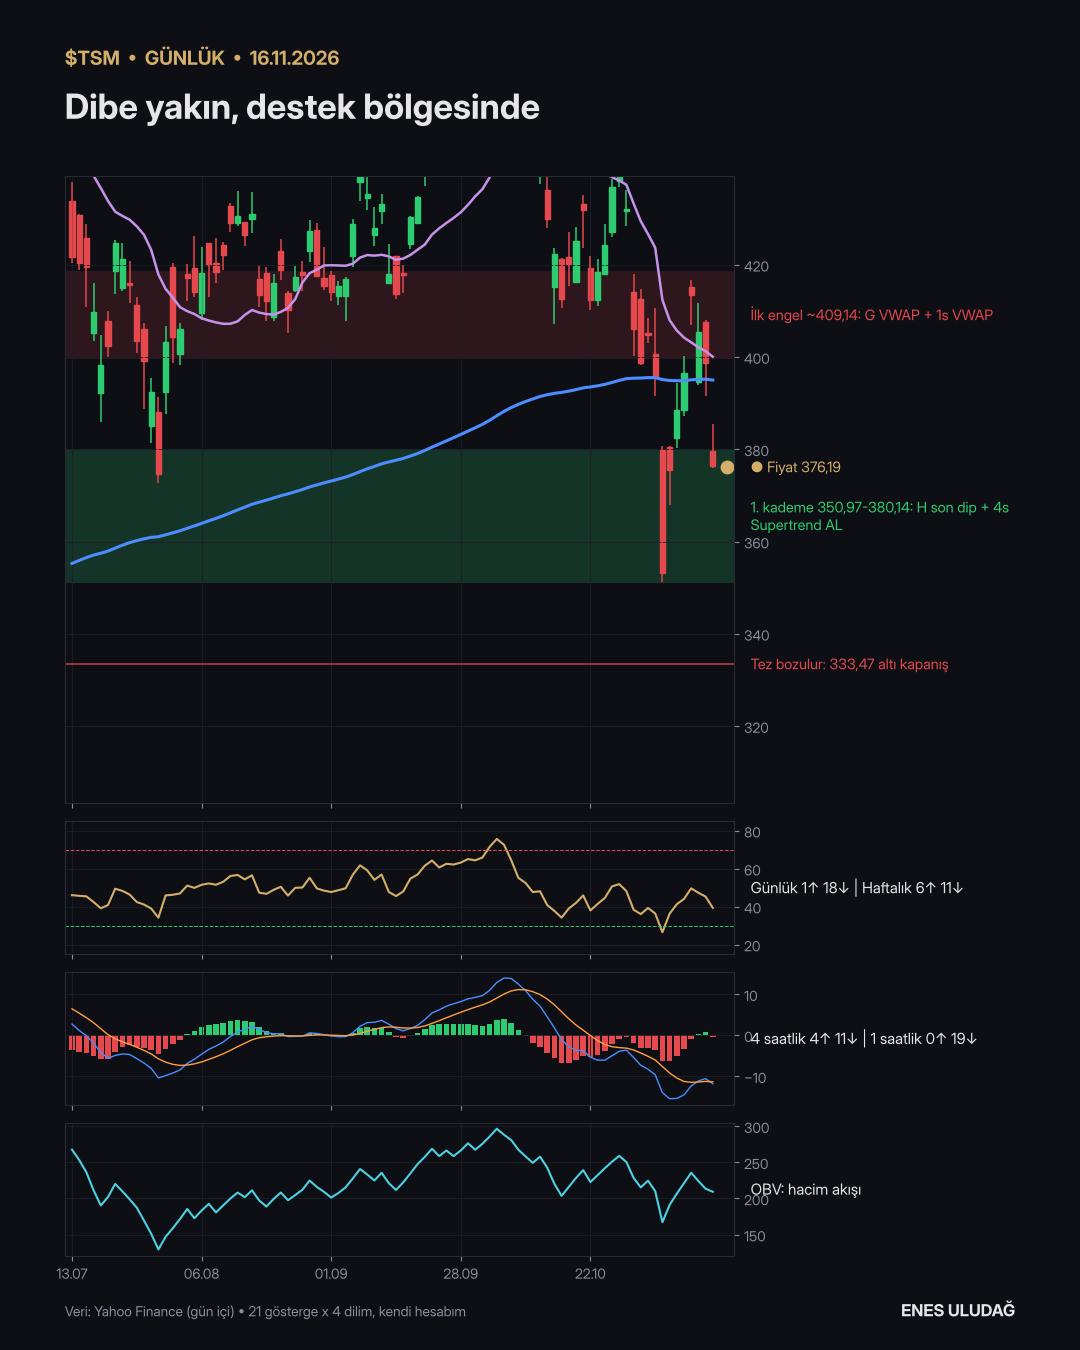 $TSM • GÜNLÜK • 16.11.2026
Dibe yakın, destek bölgesinde
420
İlk engel ~409,14: G VWAP + 1s VWAP
400
380
Fiyat 376,19
1. kademe 350,97-380,14: H son dip + 4s
Supertrend AL
360
340
Tez bozulur: 333,47 altı kapanış
320
80
60
Günlük 1↑ 18↓ | Haftalık 6↑ 11↓
40
20
10
0
4 saatlik 4↑ 11↓ | 1 saatlik 0↑ 19↓
−10
300
250
OBV: hacim akışı
200
150
13.07 06.08 01.09 28.09 22.10
Veri: Yahoo Finance (gün içi) • 21 gösterge x 4 dilim, kendi hesabım
ENES ULUDAĞ